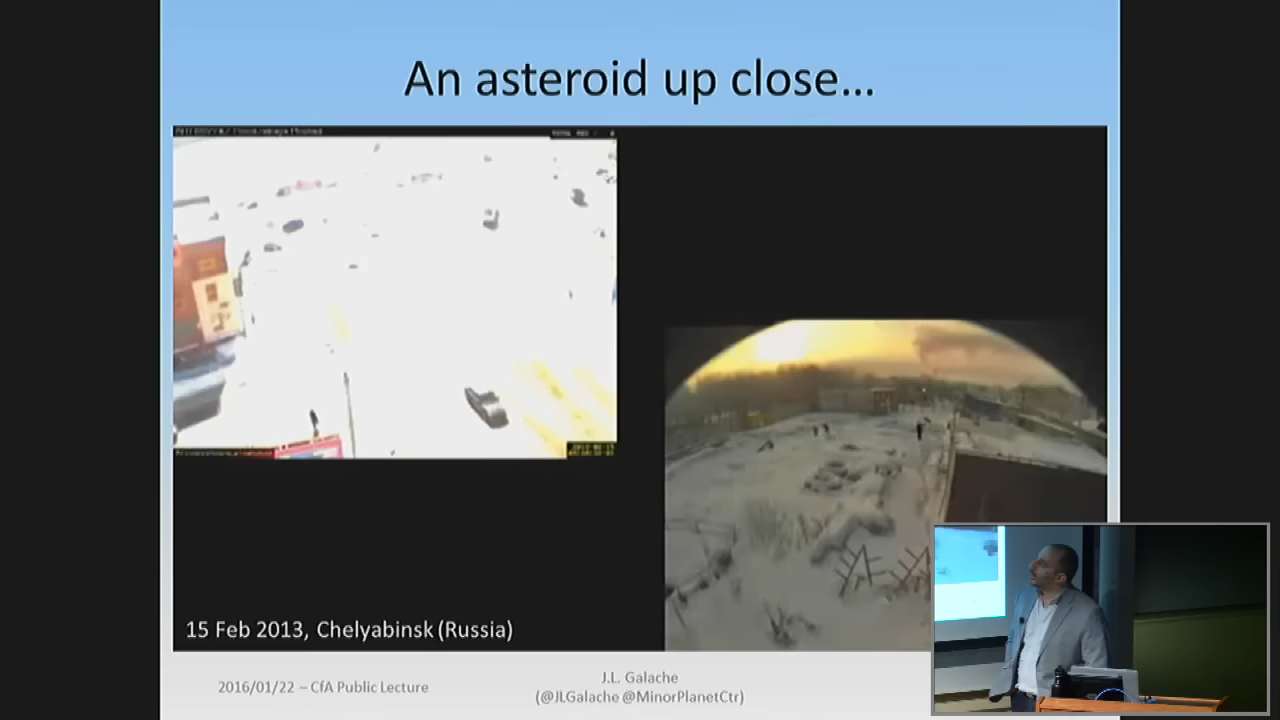 An asteroid up close...
15 Feb 2013, Chelyabinsk (Russia)
2016/01/22 – CfA Public Lecture
J.L. Galache
(@JLGalache @MinorPlanetCtr)